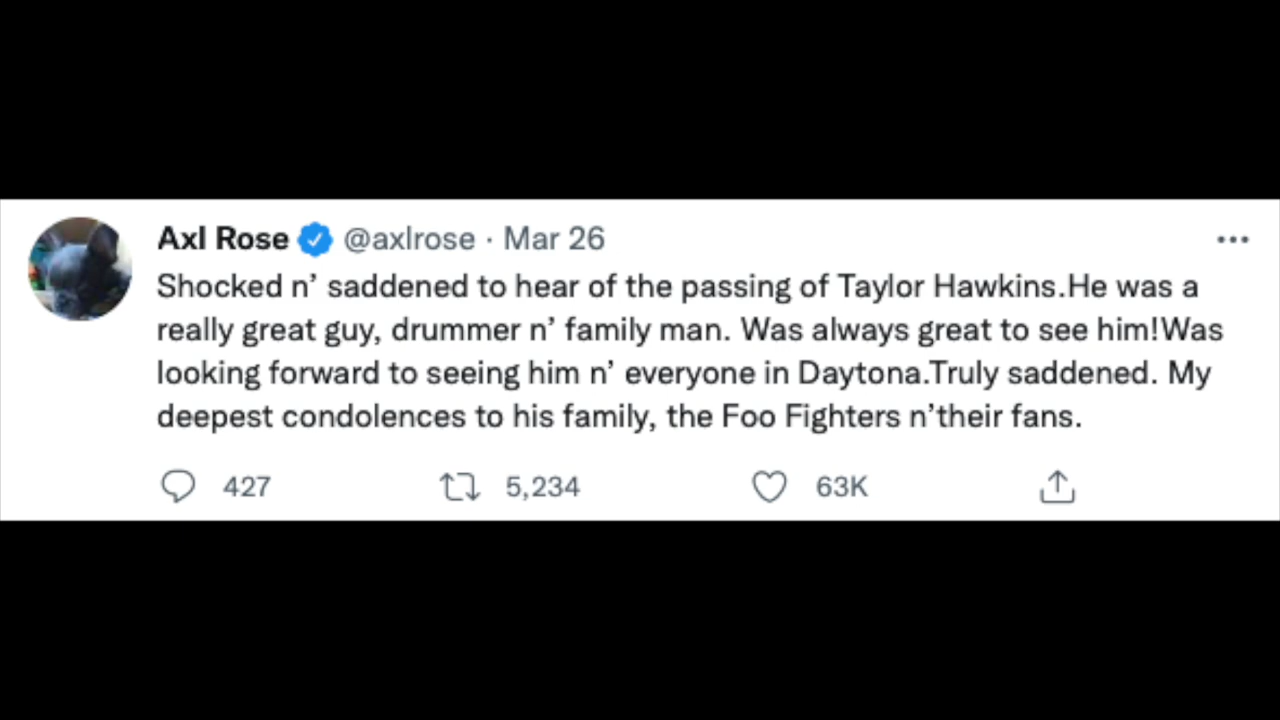 Axl Rose @axlrose · Mar 26
Shocked n’ saddened to hear of the passing of Taylor Hawkins.He was a
really great guy, drummer n’ family man. Was always great to see him!Was
looking forward to seeing him n’ everyone in Daytona.Truly saddened. My
deepest condolences to his family, the Foo Fighters n’their fans.
427 5,234 63K